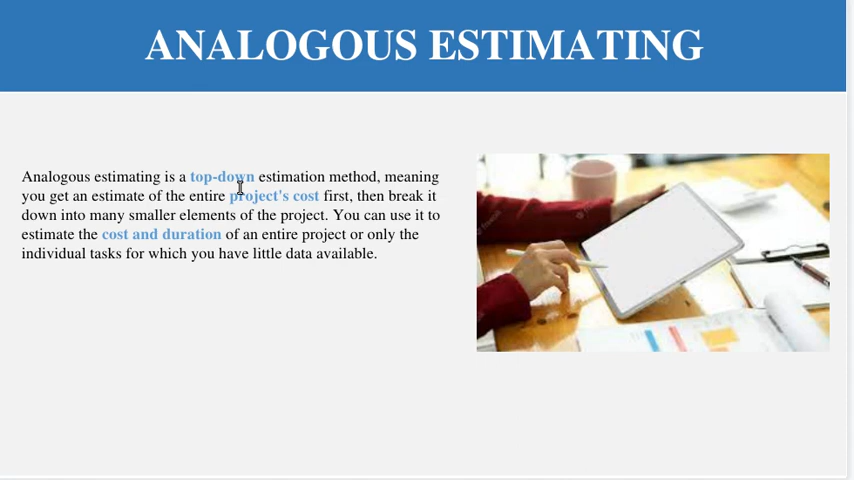 ANALOGOUS ESTIMATING
Analogous estimating is a top-down estimation method, meaning
you get an estimate of the entire project's cost first, then break it
down into many smaller elements of the project. You can use it to
estimate the cost and duration of an entire project or only the
individual tasks for which you have little data available.